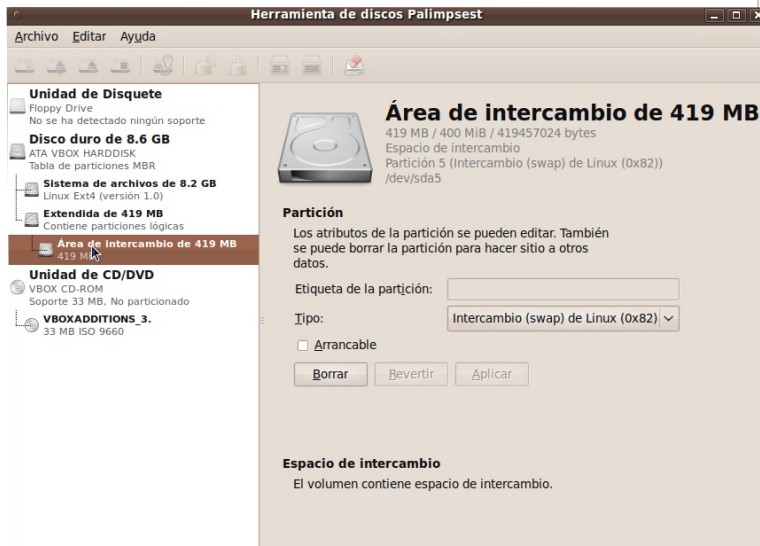 Herramienta de discos Palimpsest
Archivo Editar Ayuda
Unidad de Disquete
Floppy Drive
No se ha detectado ningún soporte
Disco duro de 8.6 GB
ATA VBOX HARDDISK
Tabla de particiones MBR
Sistema de archivos de 8.2 GB
Linux Ext4 (versión 1.0)
Extendida de 419 MB
Contiene particiones lógicas
Área de intercambio de 419 MB
419 MB
Unidad de CD/DVD
VBOX CD-ROM
Soporte 33 MB, No particionado
VBOXADDITIONS_3.
33 MB ISO 9660
Área de intercambio de 419 MB
419 MB / 400 MiB / 419457024 bytes
Espacio de intercambio
Partición 5 (Intercambio (swap) de Linux (0x82))
/dev/sda5
Partición
Los atributos de la partición se pueden editar. También
se puede borrar la partición para hacer sitio a otros
datos.
Etiqueta de la partición:
Tipo: Intercambio (swap) de Linux (0x82)
Arrancable
Borrar Revertir Aplicar
Espacio de intercambio
El volumen contiene espacio de intercambio.